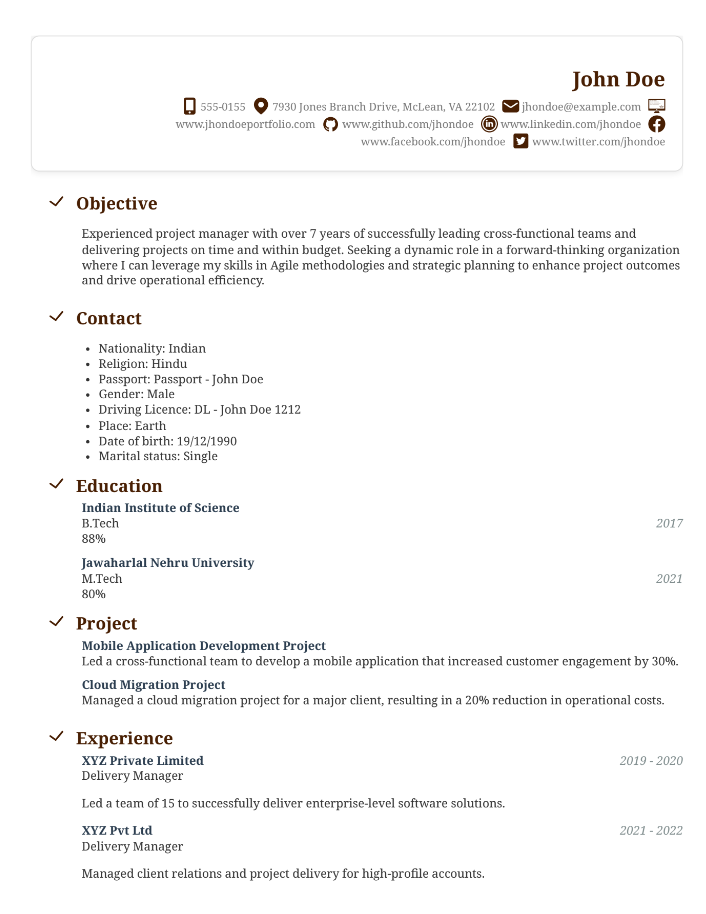 John Doe
555-0155 7930 Jones Branch Drive, McLean, VA 22102 jhondoe@example.com
www.jhondoeportfolio.com www.github.com/jhondoe www.linkedin.com/jhondoe
www.facebook.com/jhondoe www.twitter.com/jhondoe
Objective
Experienced project manager with over 7 years of successfully leading cross-functional teams and
delivering projects on time and within budget. Seeking a dynamic role in a forward-thinking organization
where I can leverage my skills in Agile methodologies and strategic planning to enhance project outcomes
and drive operational efficiency.
Contact
• Nationality: Indian
• Religion: Hindu
• Passport: Passport - John Doe
• Gender: Male
• Driving Licence: DL - John Doe 1212
• Place: Earth
• Date of birth: 19/12/1990
• Marital status: Single
Education
Indian Institute of Science
B.Tech 2017
88%
Jawaharlal Nehru University
M.Tech 2021
80%
Project
Mobile Application Development Project
Led a cross-functional team to develop a mobile application that increased customer engagement by 30%.
Cloud Migration Project
Managed a cloud migration project for a major client, resulting in a 20% reduction in operational costs.
Experience
XYZ Private Limited 2019 - 2020
Delivery Manager
Led a team of 15 to successfully deliver enterprise-level software solutions.
XYZ Pvt Ltd 2021 - 2022
Delivery Manager
Managed client relations and project delivery for high-profile accounts.